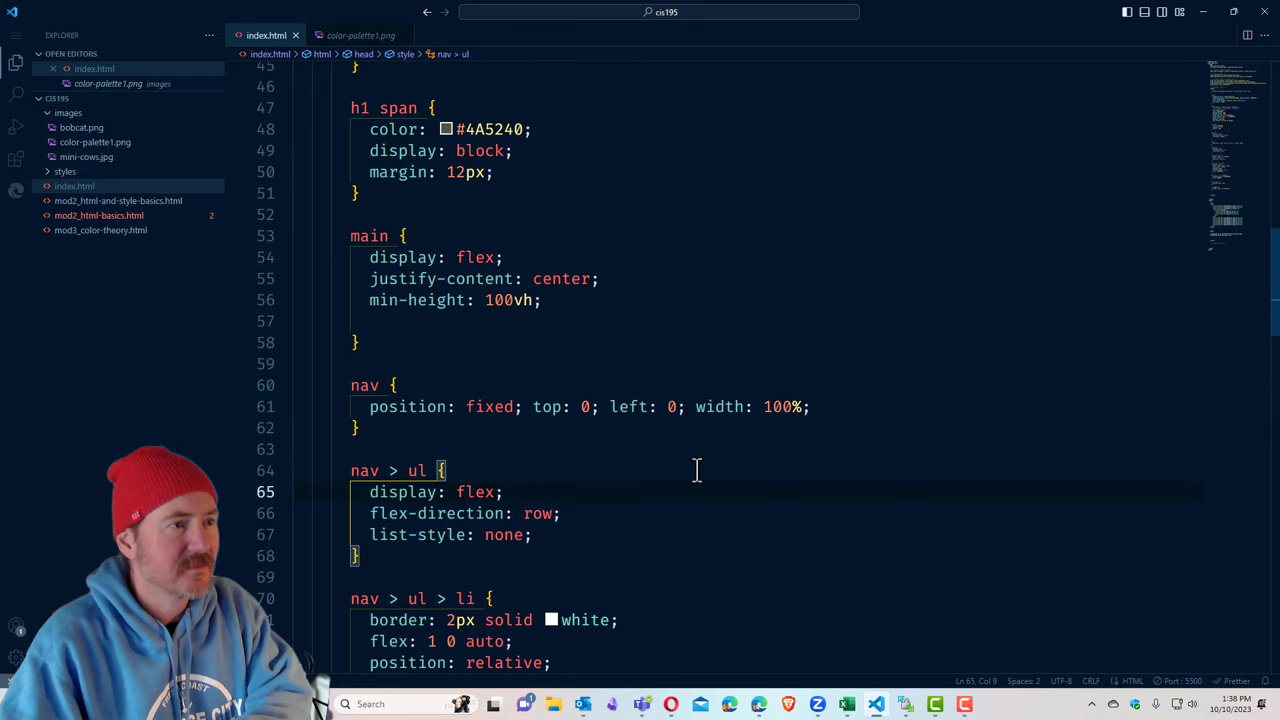 cis195
EXPLORER
index.html
color-palette1.png
OPEN EDITORS
index.html > html > head > style > nav > ul
index.html
color-palette1.png images
CIS195
images
bobcat.png
color-palette1.png
mini-cows.jpg
styles
index.html
mod2_html-and-style-basics.html
mod2_html-basics.html 2
mod3_color-theory.html
45 }
46
47 h1 span {
48 color: #4A5240;
49 display: block;
50 margin: 12px;
51 }
52
53 main {
54 display: flex;
55 justify-content: center;
56 min-height: 100vh;
57
58 }
59
60 nav {
61 position: fixed; top: 0; left: 0; width: 100%;
62 }
63
64 nav > ul {
65 display: flex;
66 flex-direction: row;
67 list-style: none;
68 }
69
70 nav > ul > li {
border: 2px solid white;
flex: 1 0 auto;
position: relative;
Ln 65, Col 9 Spaces: 2 UTF-8 CRLF HTML Port : 5500 Prettier
Search
1:38 PM
10/10/2023